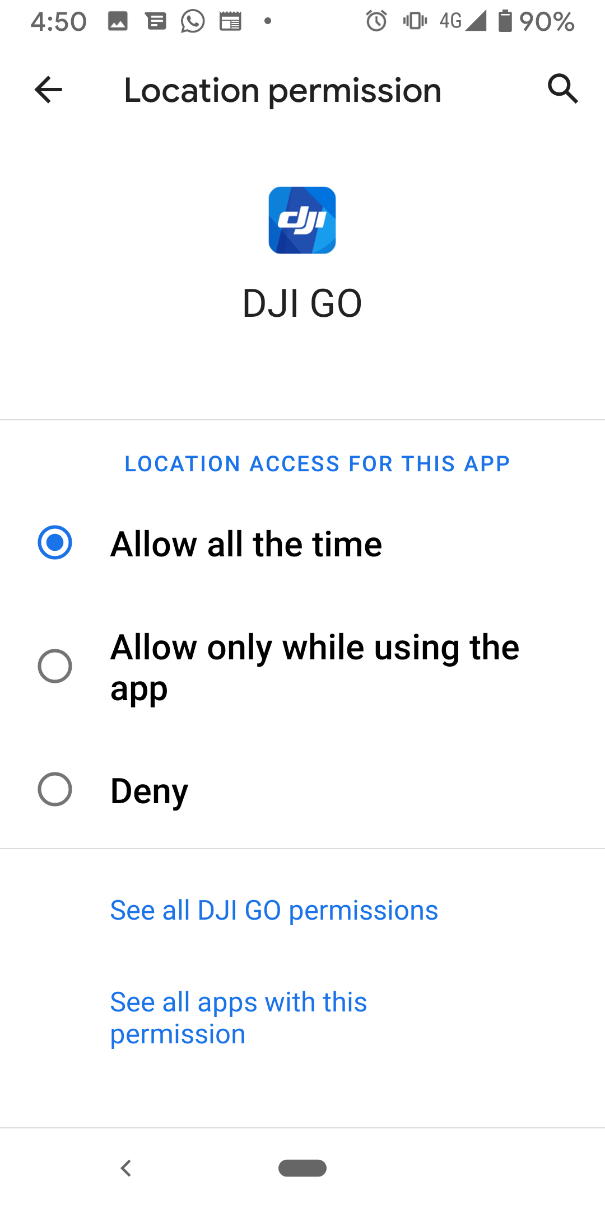 4:50 4G 90%
Location permission
dji
DJI GO
LOCATION ACCESS FOR THIS APP
Allow all the time
Allow only while using the
app
Deny
See all DJI GO permissions
See all apps with this
permission